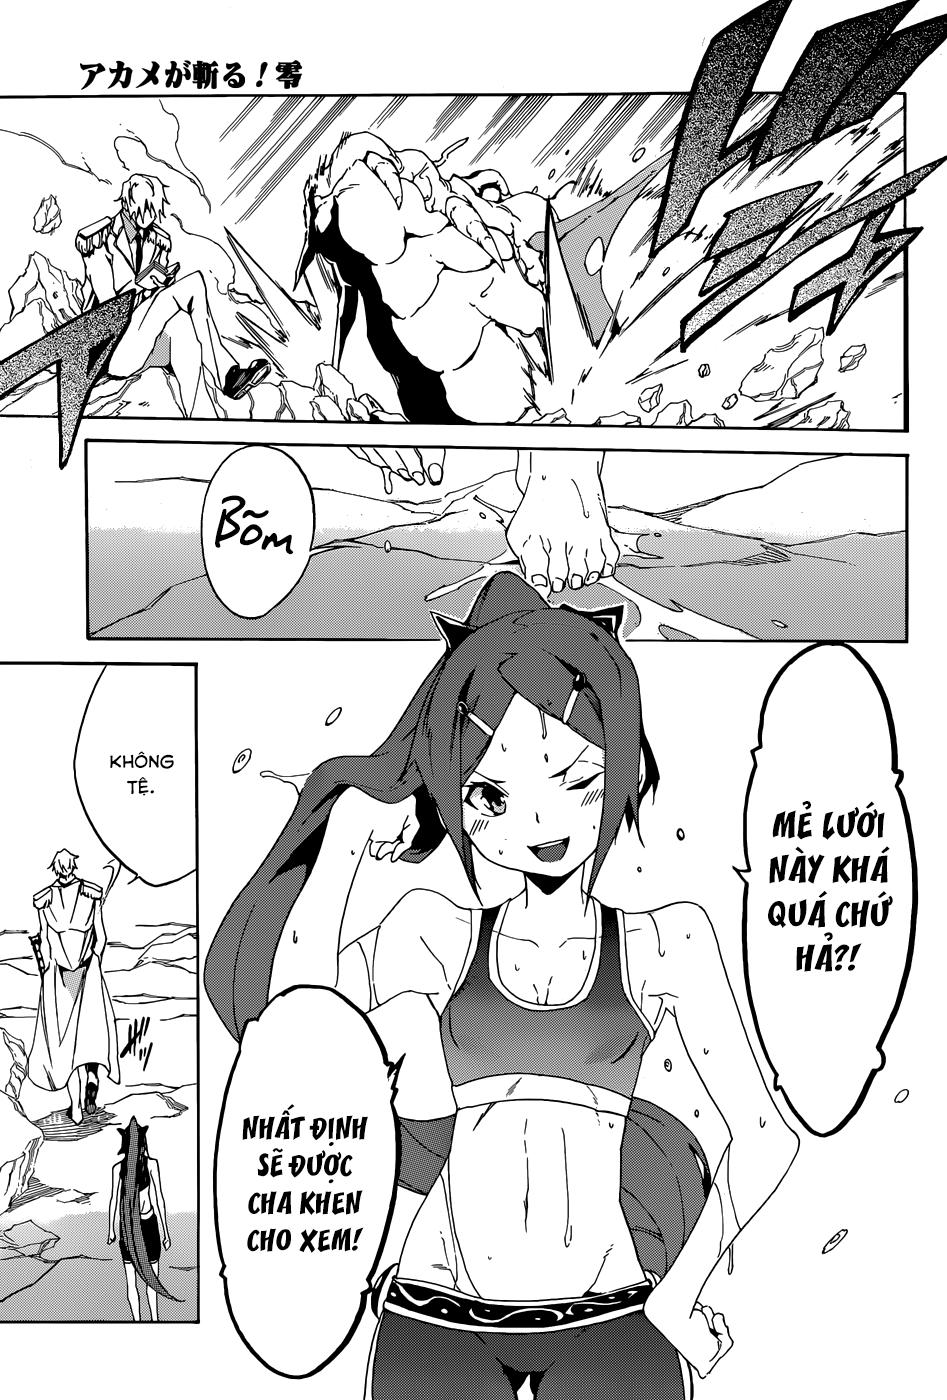 アカメが斬る！零
Bõm
MẺ LƯỚI
NÀY KHÁ
QUÁ CHỨ
HẢ?!
NHẤT ĐỊNH
SẼ ĐƯỢC
CHA KHEN
CHO XEM!
KHÔNG
TỆ.